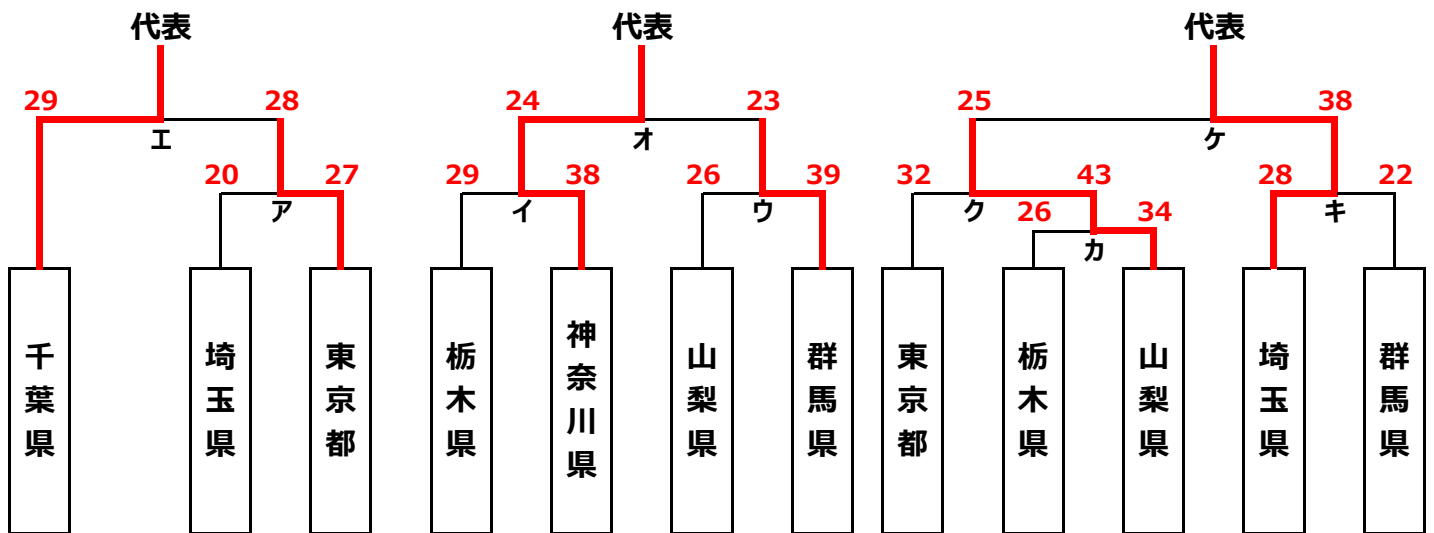 代表 代表 代表
29 28 24 23 25 38
エ オ ケ
20 27 29 38 26 39 32 43 28 22
ア イ ウ ク キ
26 34
カ
千葉県
埼玉県
東京都
栃木県
神奈川県
山梨県
群馬県
東京都
栃木県
山梨県
埼玉県
群馬県